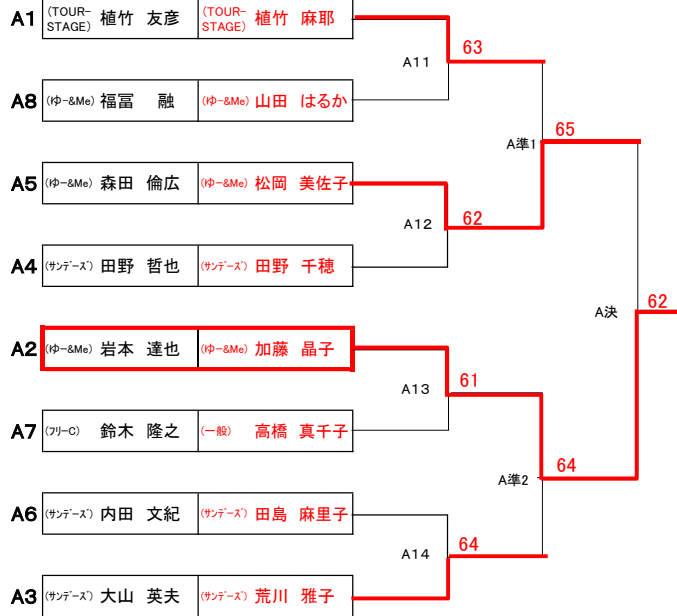 A1 (TOUR-STAGE) 植竹 友彦 (TOUR-STAGE) 植竹 麻耶
A11 63
A8 (ゆー&Me) 福冨 融 (ゆー&Me) 山田 はるか
A準1 65
A5 (ゆー&Me) 森田 倫広 (ゆー&Me) 松岡 美佐子
A12 62
A4 (サンデーズ) 田野 哲也 (サンデーズ) 田野 千穂
A決 62
A2 (ゆー&Me) 岩本 達也 (ゆー&Me) 加藤 晶子
A13 61
A7 (フリーC) 鈴木 隆之 (一般) 高橋 真千子
A準2 64
A6 (サンデーズ) 内田 文紀 (サンデーズ) 田島 麻里子
A14 64
A3 (サンデーズ) 大山 英夫 (サンデーズ) 荒川 雅子